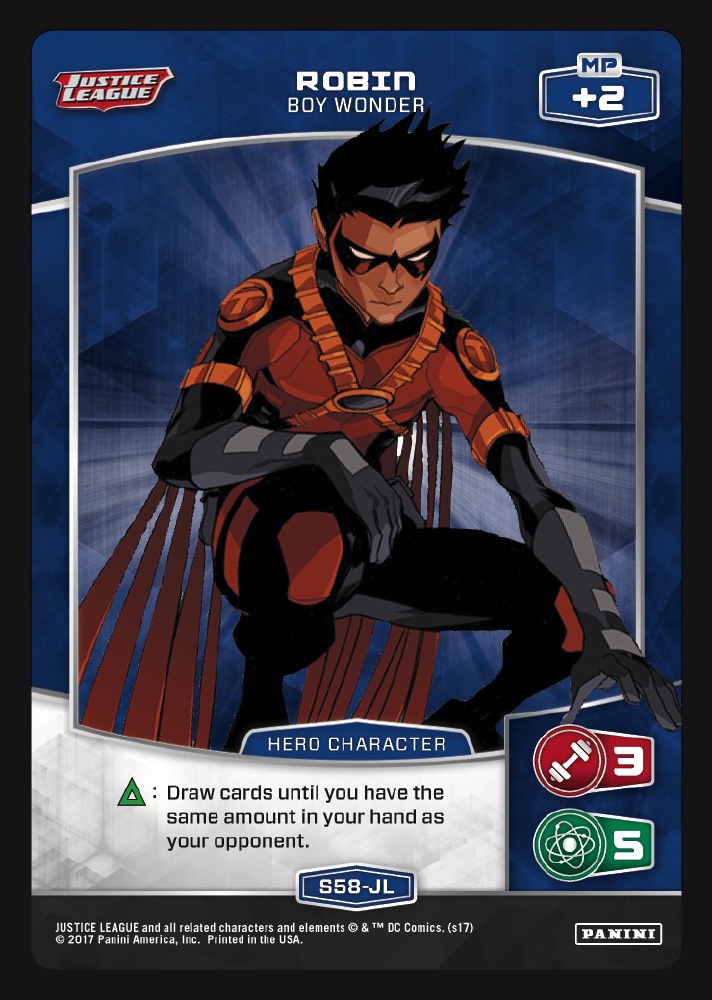 JUSTICE
LEAGUE
ROBIN
BOY WONDER
MP
+2
T
T
HERO CHARACTER
: Draw cards until you have the
same amount in your hand as
your opponent.
3
5
S58-JL
JUSTICE LEAGUE and all related characters and elements © & ™ DC Comics. (s17)
© 2017 Panini America, Inc. Printed in the USA.
PANINI